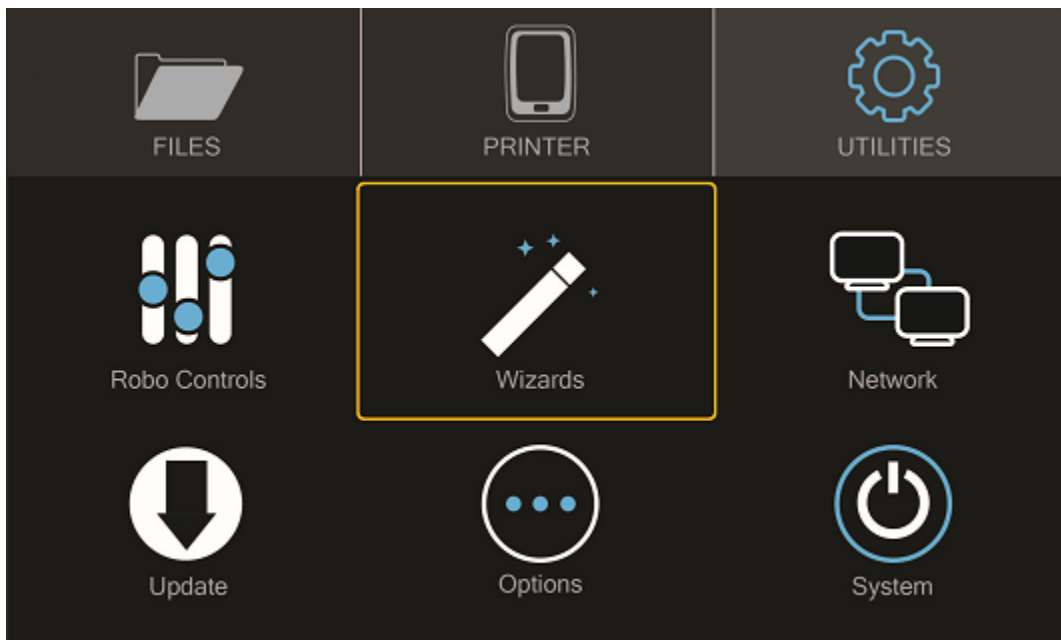 FILES
PRINTER
UTILITIES
Robo Controls
Wizards
Network
Update
Options
System